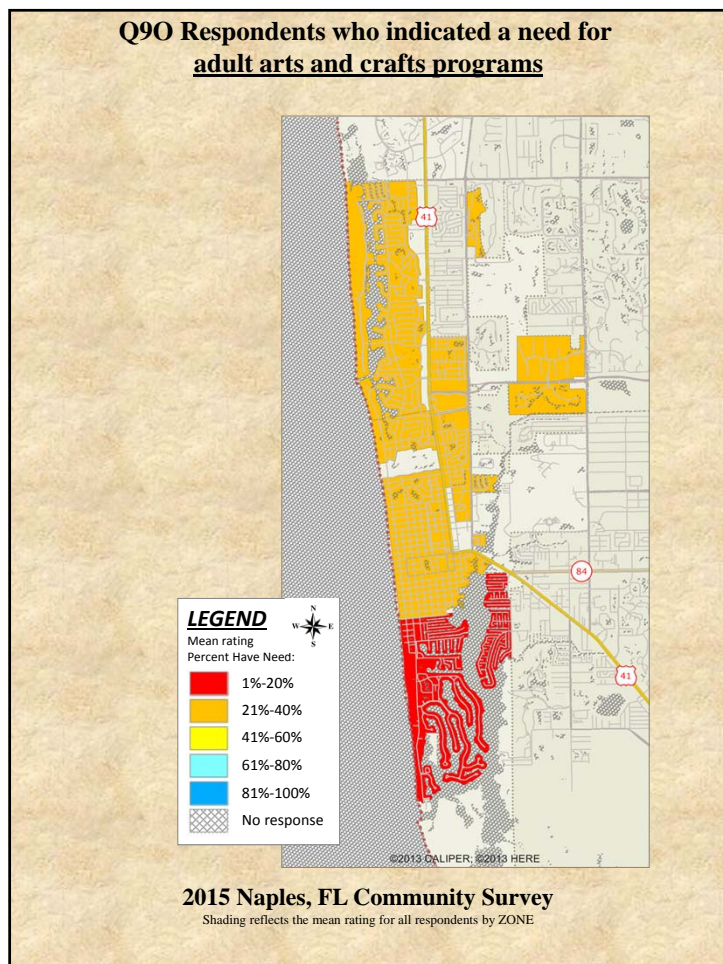 Q9O Respondents who indicated a need for
adult arts and crafts programs
41
84
41
LEGEND
N
W E
S
Mean rating
Percent Have Need:
1%-20%
21%-40%
41%-60%
61%-80%
81%-100%
No response
©2013 CALIPER; ©2013 HERE
2015 Naples, FL Community Survey
Shading reflects the mean rating for all respondents by ZONE